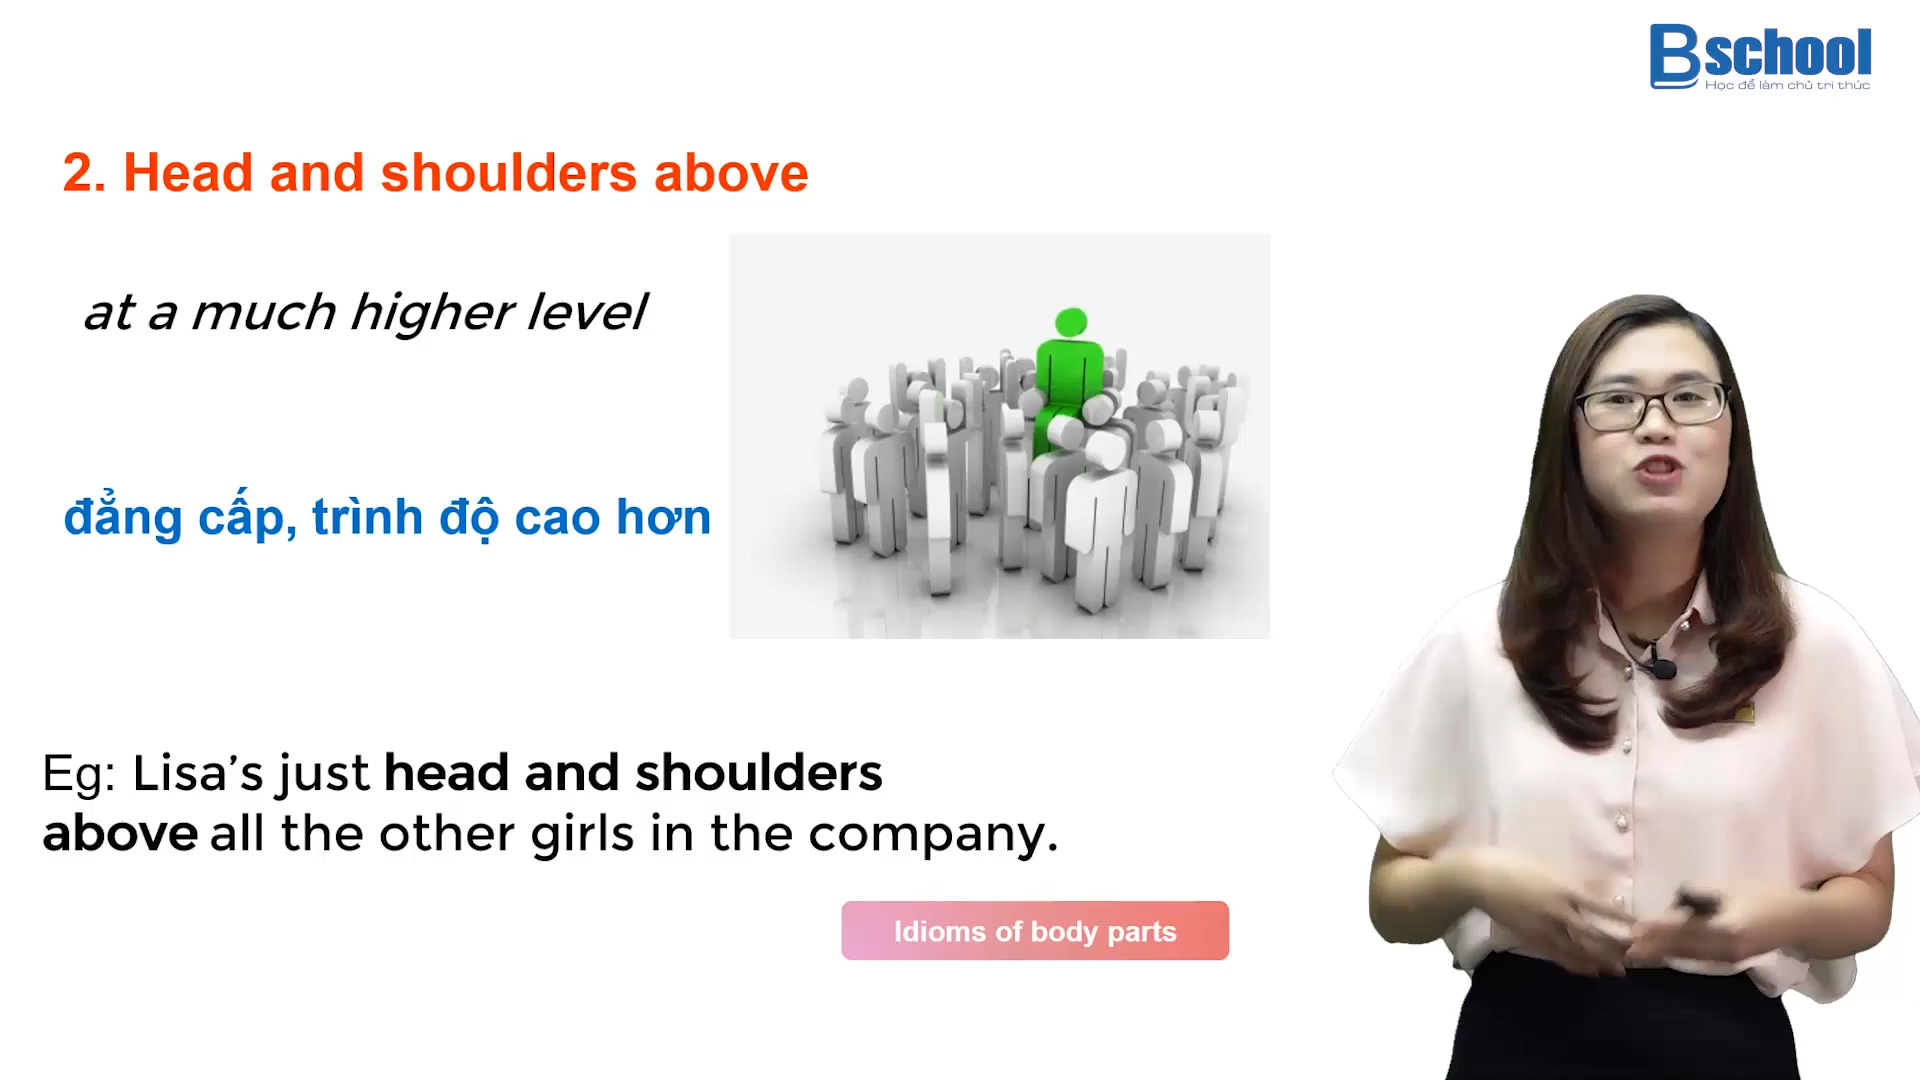 Bschool
Học để làm chủ tri thức
2. Head and shoulders above
at a much higher level
đẳng cấp, trình độ cao hơn
Eg: Lisa’s just head and shoulders
above all the other girls in the company.
Idioms of body parts